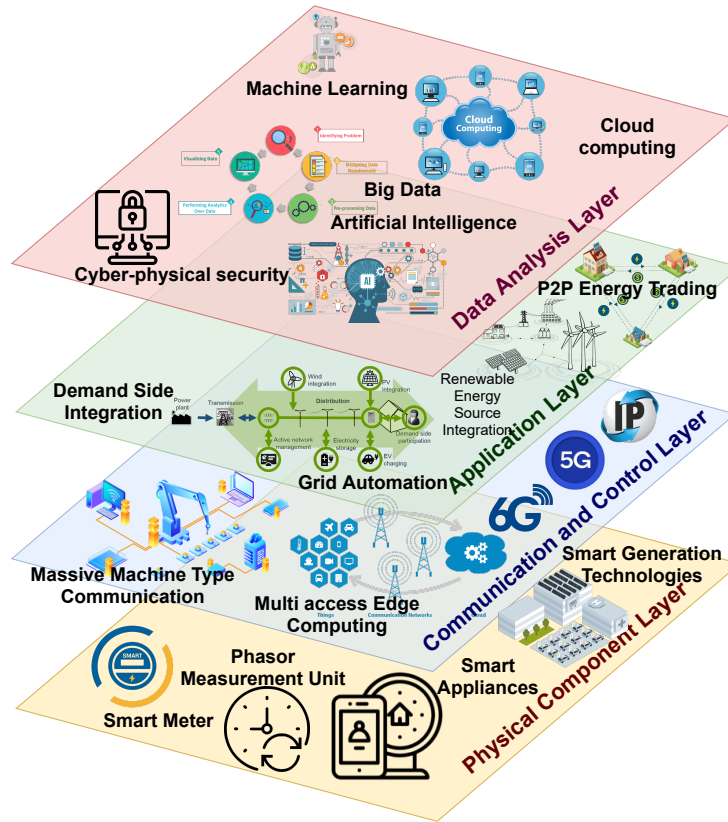 Machine Learning
Cloud
Computing
Cloud
computing
Identifying Problem
Visualizing Data
Designing Data
Requirement
Big Data
Performing Analytics
Over Data
Pre-processing Data
Artificial Intelligence
Cyber-physical security
AI
Data Analysis Layer
P2P Energy Trading
Demand Side
Integration
Power
plant
Transmission
Wind
integration
Distribution
PV
integration
Renewable
Energy
Source
Integration
Active network
management
Electricity
storage
EV
charging
Demand side
participation
Grid Automation
Application Layer
IP
5G
6G
Massive Machine Type
Communication
Multi access Edge
Computing
Things
Communication Networks
Communication and Control Layer
Smart Generation
Technologies
SMART
Phasor
Measurement Unit
Smart Meter
Smart
Appliances
Physical Component Layer